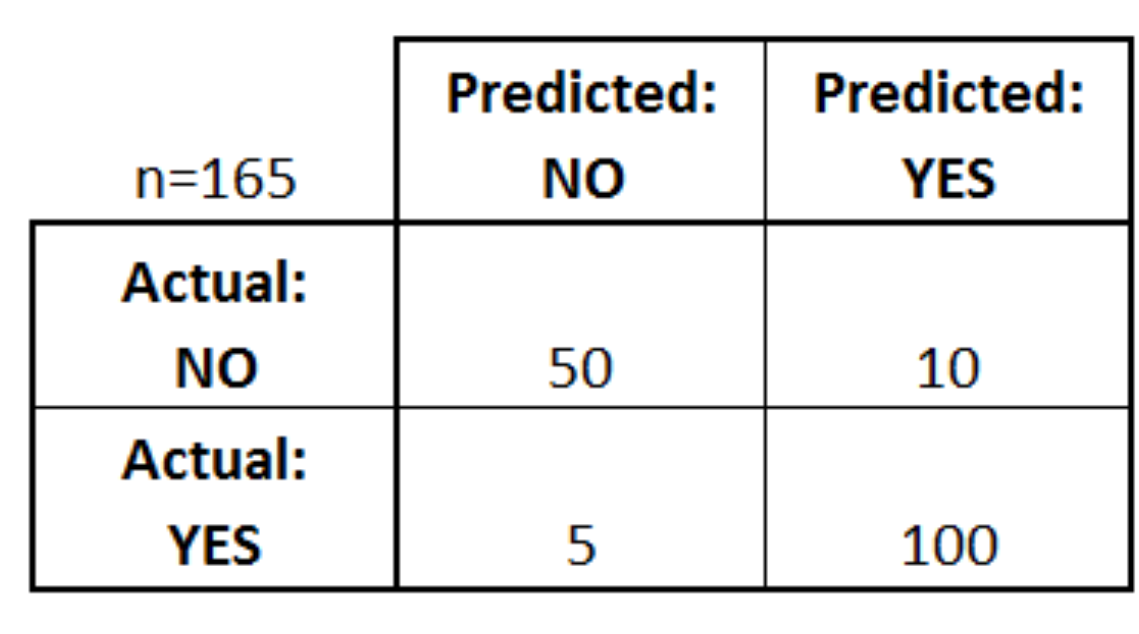 Predicted: Predicted:
n=165 NO YES
Actual:
NO 50 10
Actual:
YES 5 100